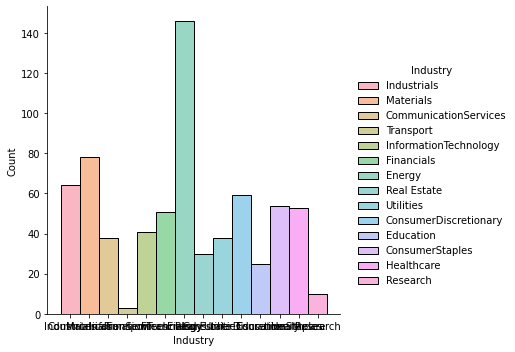 140
120
100
80
60
40
20
0
Count
Industry
Industry
Industrials
Materials
CommunicationServices
Transport
InformationTechnology
Financials
Energy
Real Estate
Utilities
ConsumerDiscretionary
Education
ConsumerStaples
Healthcare
Research